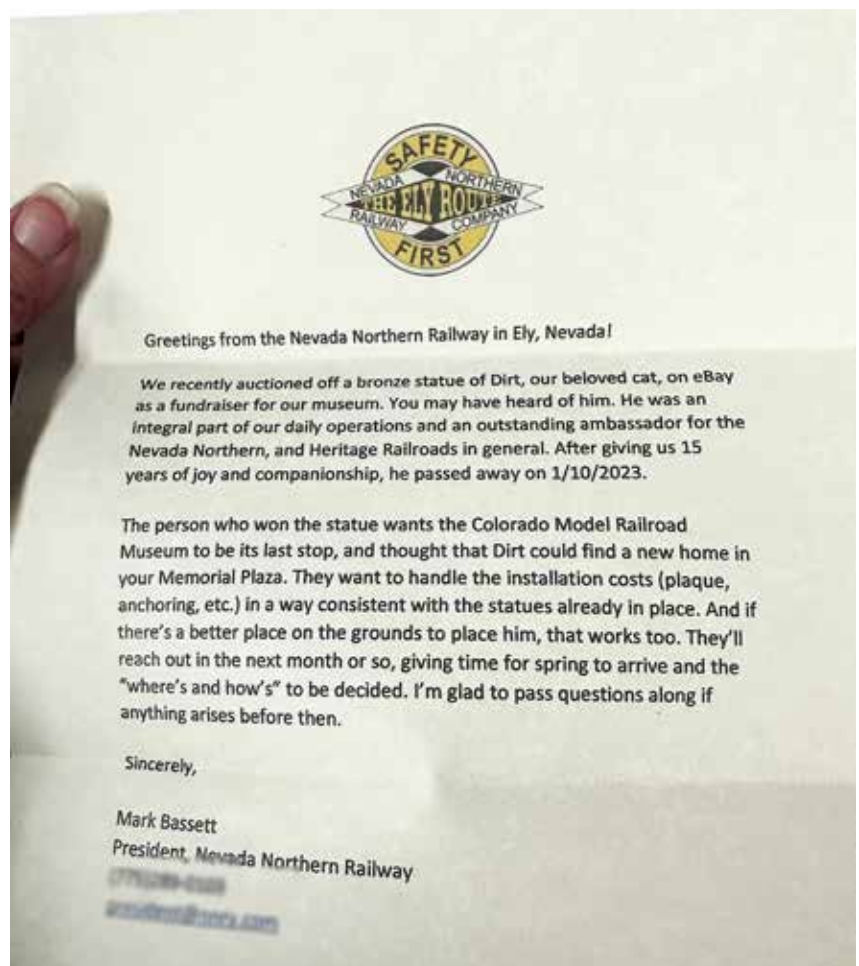 SAFETY
NEVADA NORTHERN
THE ELY ROUTE
RAILWAY COMPANY
FIRST
Greetings from the Nevada Northern Railway in Ely, Nevada!
We recently auctioned off a bronze statue of Dirt, our beloved cat, on eBay
as a fundraiser for our museum. You may have heard of him. He was an
integral part of our daily operations and an outstanding ambassador for the
Nevada Northern, and Heritage Railroads in general. After giving us 15
years of joy and companionship, he passed away on 1/10/2023.
The person who won the statue wants the Colorado Model Railroad
Museum to be its last stop, and thought that Dirt could find a new home in
your Memorial Plaza. They want to handle the installation costs (plaque,
anchoring, etc.) in a way consistent with the statues already in place. And if
there's a better place on the grounds to place him, that works too. They'll
reach out in the next month or so, giving time for spring to arrive and the
"where's and how's" to be decided. I'm glad to pass questions along if
anything arises before then.
Sincerely,
Mark Bassett
President, Nevada Northern Railway